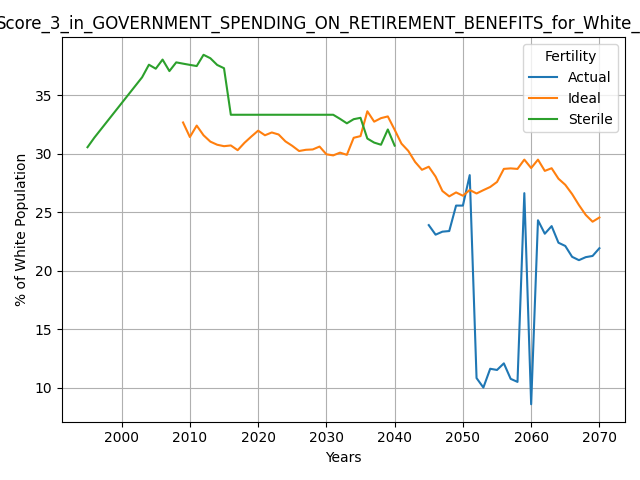 Score_3_in_GOVERNMENT_SPENDING_ON_RETIREMENT_BENEFITS_for_White_
Fertility
Actual
Ideal
Sterile
% of White Population
35
30
25
20
15
10
2000
2010
2020
2030
2040
2050
2060
2070
Years